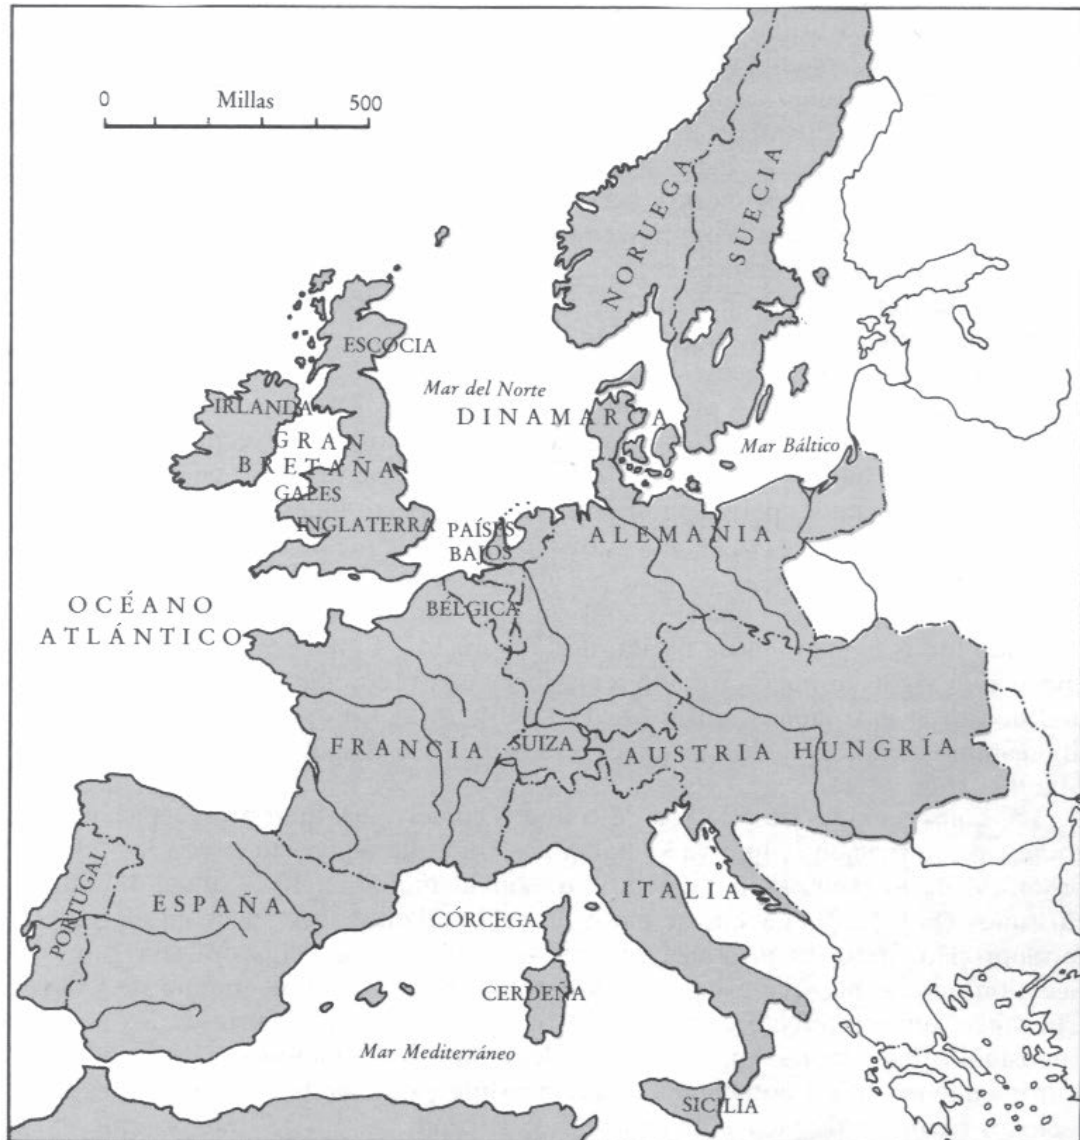 0 Millas 500
NORUEGA
SUECIA
ESCOCIA
Mar del Norte
IRLANDA
DINAMARCA
GRAN
BRETAÑA
Mar Báltico
GALES
INGLATERRA
PAÍSES
BAJOS
ALEMANIA
OCÉANO
ATLÁNTICO
BÉLGICA
FRANCIA
SUIZA
AUSTRIA HUNGRÍA
PORTUGAL
ESPAÑA
ITALIA
CÓRCEGA
CERDEÑA
Mar Mediterráneo
SICILIA